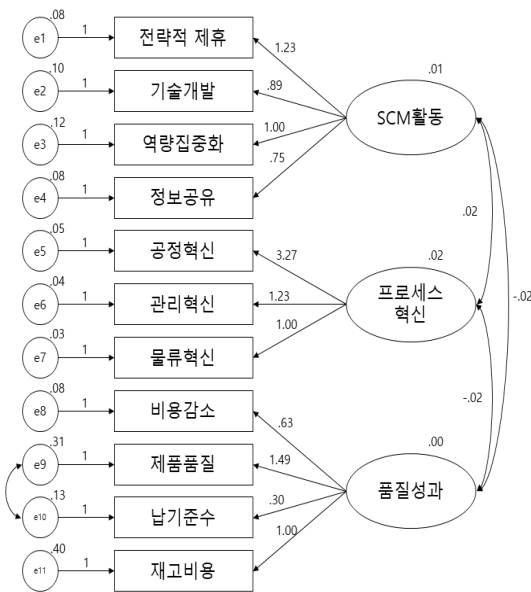 .08
e1
1
전략적 제휴
1.23
.10
e2
1
기술개발
.89
.01
SCM활동
.12
e3
1
역량집중화
1.00
.08
e4
1
정보공유
.75
.02
.05
e5
1
공정혁신
3.27
.04
e6
1
관리혁신
1.23
.02
프로세스
혁신
-.02
.03
e7
1
물류혁신
1.00
.08
e8
1
비용감소
.63
-.02
.31
e9
1
제품품질
1.49
.00
품질성과
.13
e10
1
납기준수
.30
.40
e11
1
재고비용
1.00